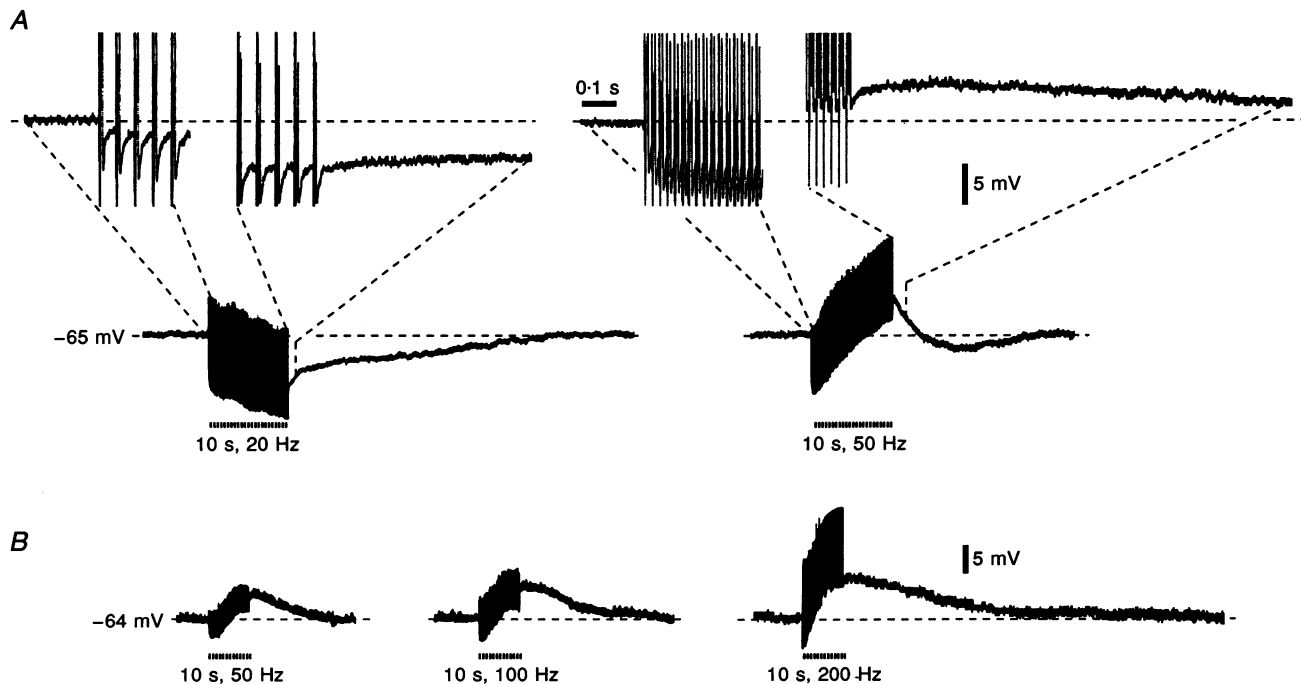 A
0·1 s
5 mV
−65 mV
10 s, 20 Hz
10 s, 50 Hz
B
5 mV
−64 mV
10 s, 50 Hz
10 s, 100 Hz
10 s, 200 Hz